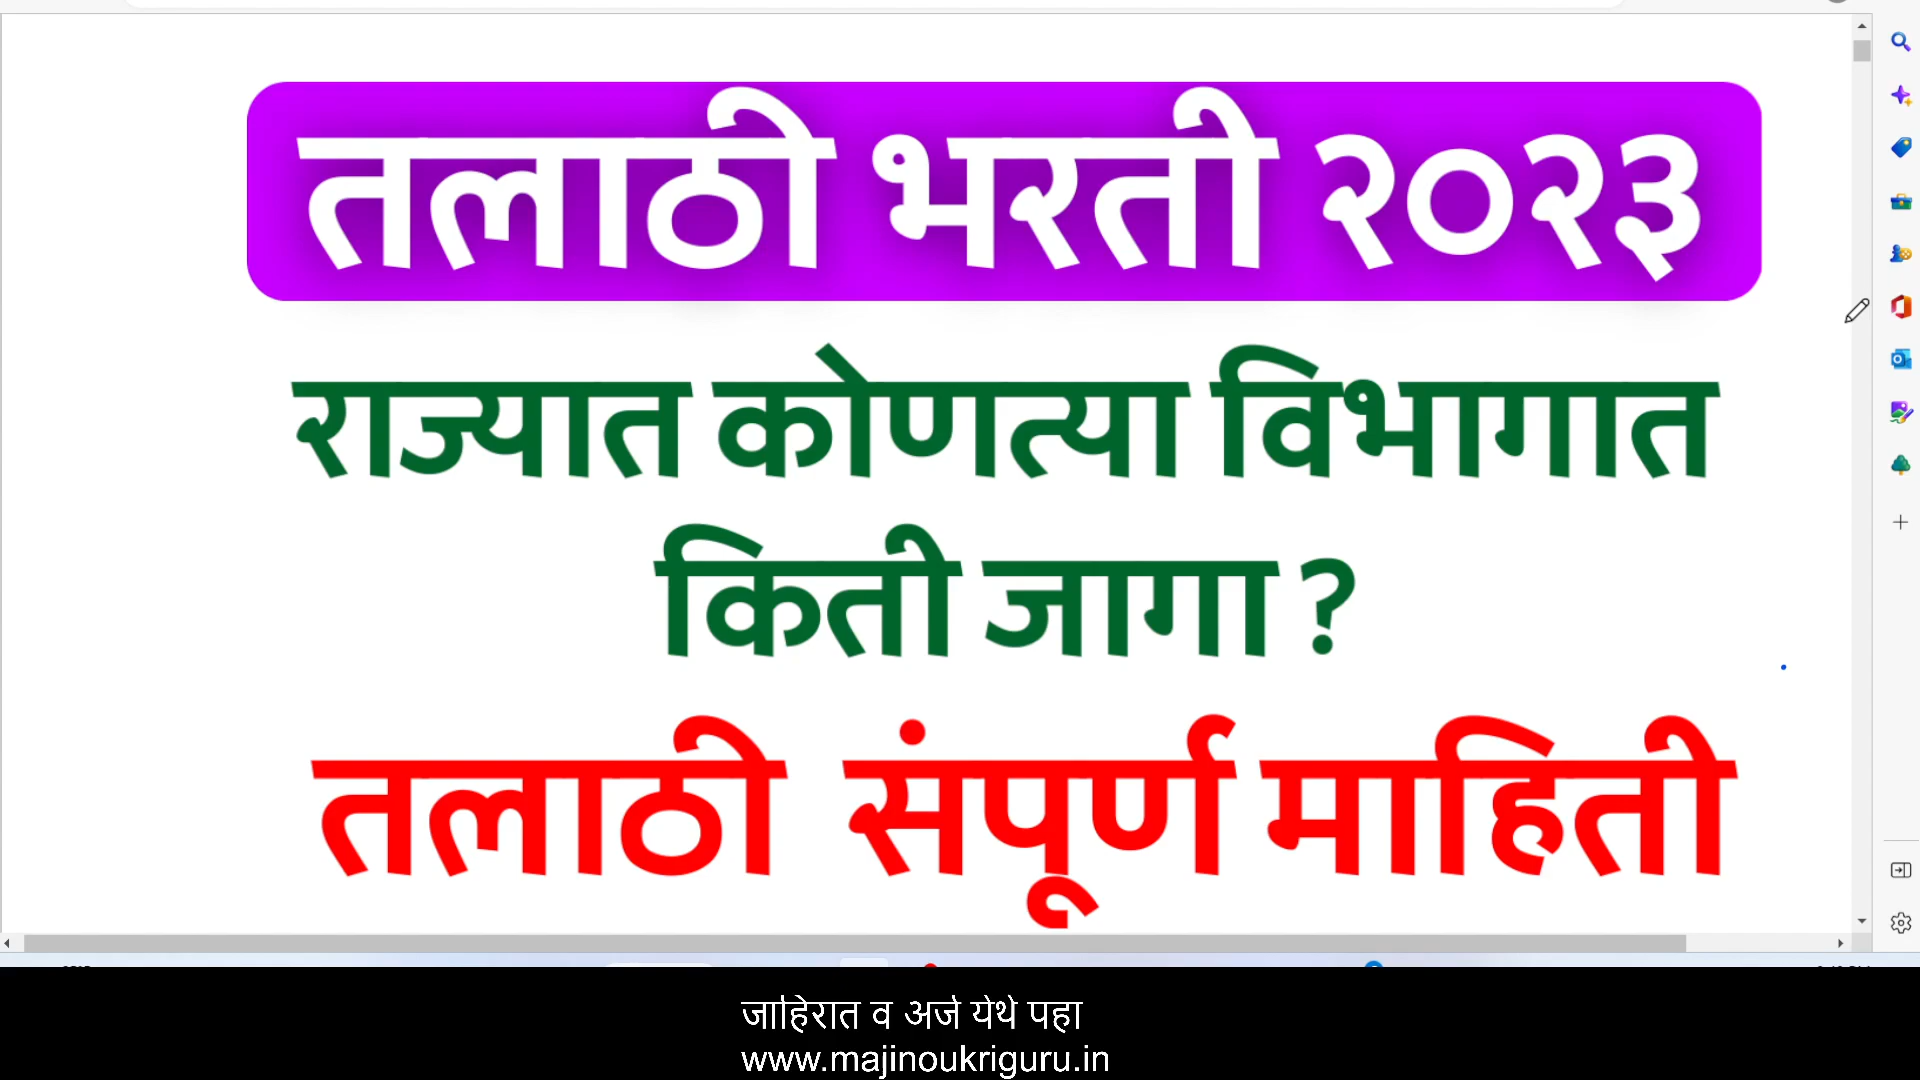 तलाठी भरती २०२३
राज्यात कोणत्या विभागात
किती जागा ?
तलाठी संपूर्ण माहिती
जाहिरात व अर्ज येथे पहा
www.majinoukriguru.in